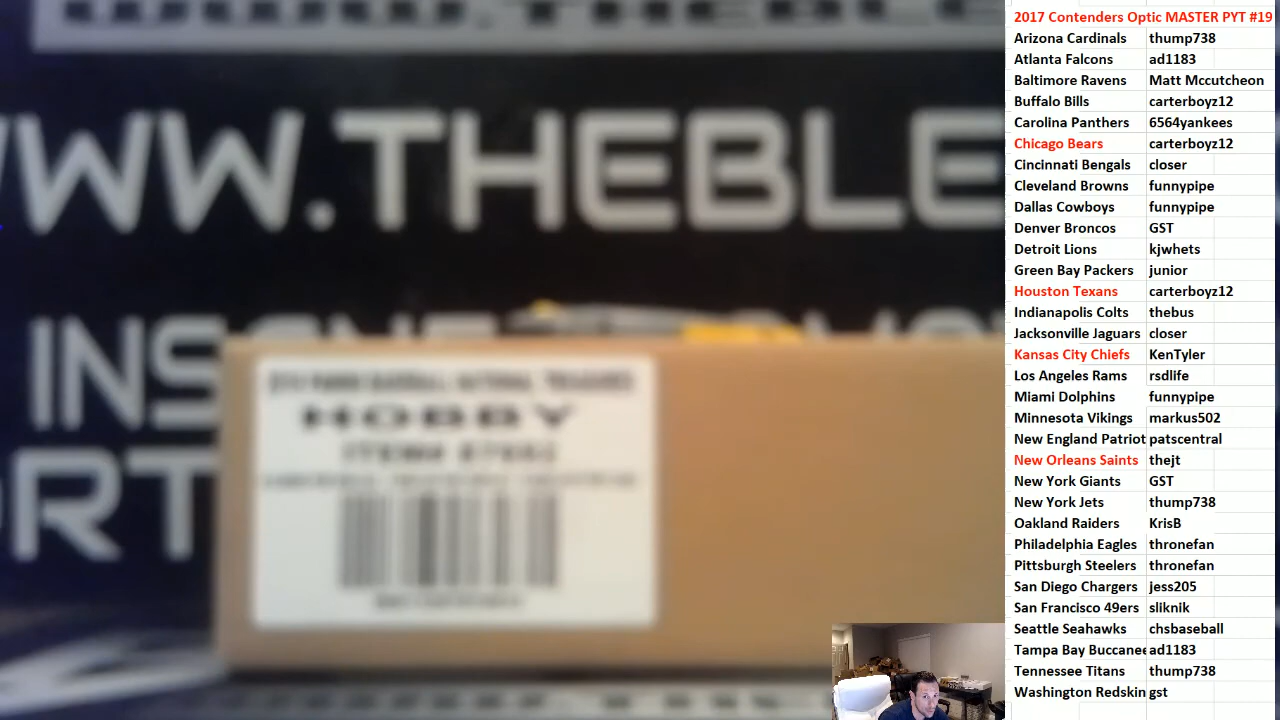 WWW.THEBLE
INS
ORT
HOBBY
2017 Contenders Optic MASTER PYT #19
Arizona Cardinals thump738
Atlanta Falcons ad1183
Baltimore Ravens Matt Mccutcheon
Buffalo Bills carterboyz12
Carolina Panthers 6564yankees
Chicago Bears carterboyz12
Cincinnati Bengals closer
Cleveland Browns funnypipe
Dallas Cowboys funnypipe
Denver Broncos GST
Detroit Lions kjwhets
Green Bay Packers junior
Houston Texans carterboyz12
Indianapolis Colts thebus
Jacksonville Jaguars closer
Kansas City Chiefs KenTyler
Los Angeles Rams rsdlife
Miami Dolphins funnypipe
Minnesota Vikings markus502
New England Patriot patscentral
New Orleans Saints thejt
New York Giants GST
New York Jets thump738
Oakland Raiders KrisB
Philadelphia Eagles thronefan
Pittsburgh Steelers thronefan
San Diego Chargers jess205
San Francisco 49ers sliknik
Seattle Seahawks chsbaseball
Tampa Bay Buccanee ad1183
Tennessee Titans thump738
Washington Redskin gst